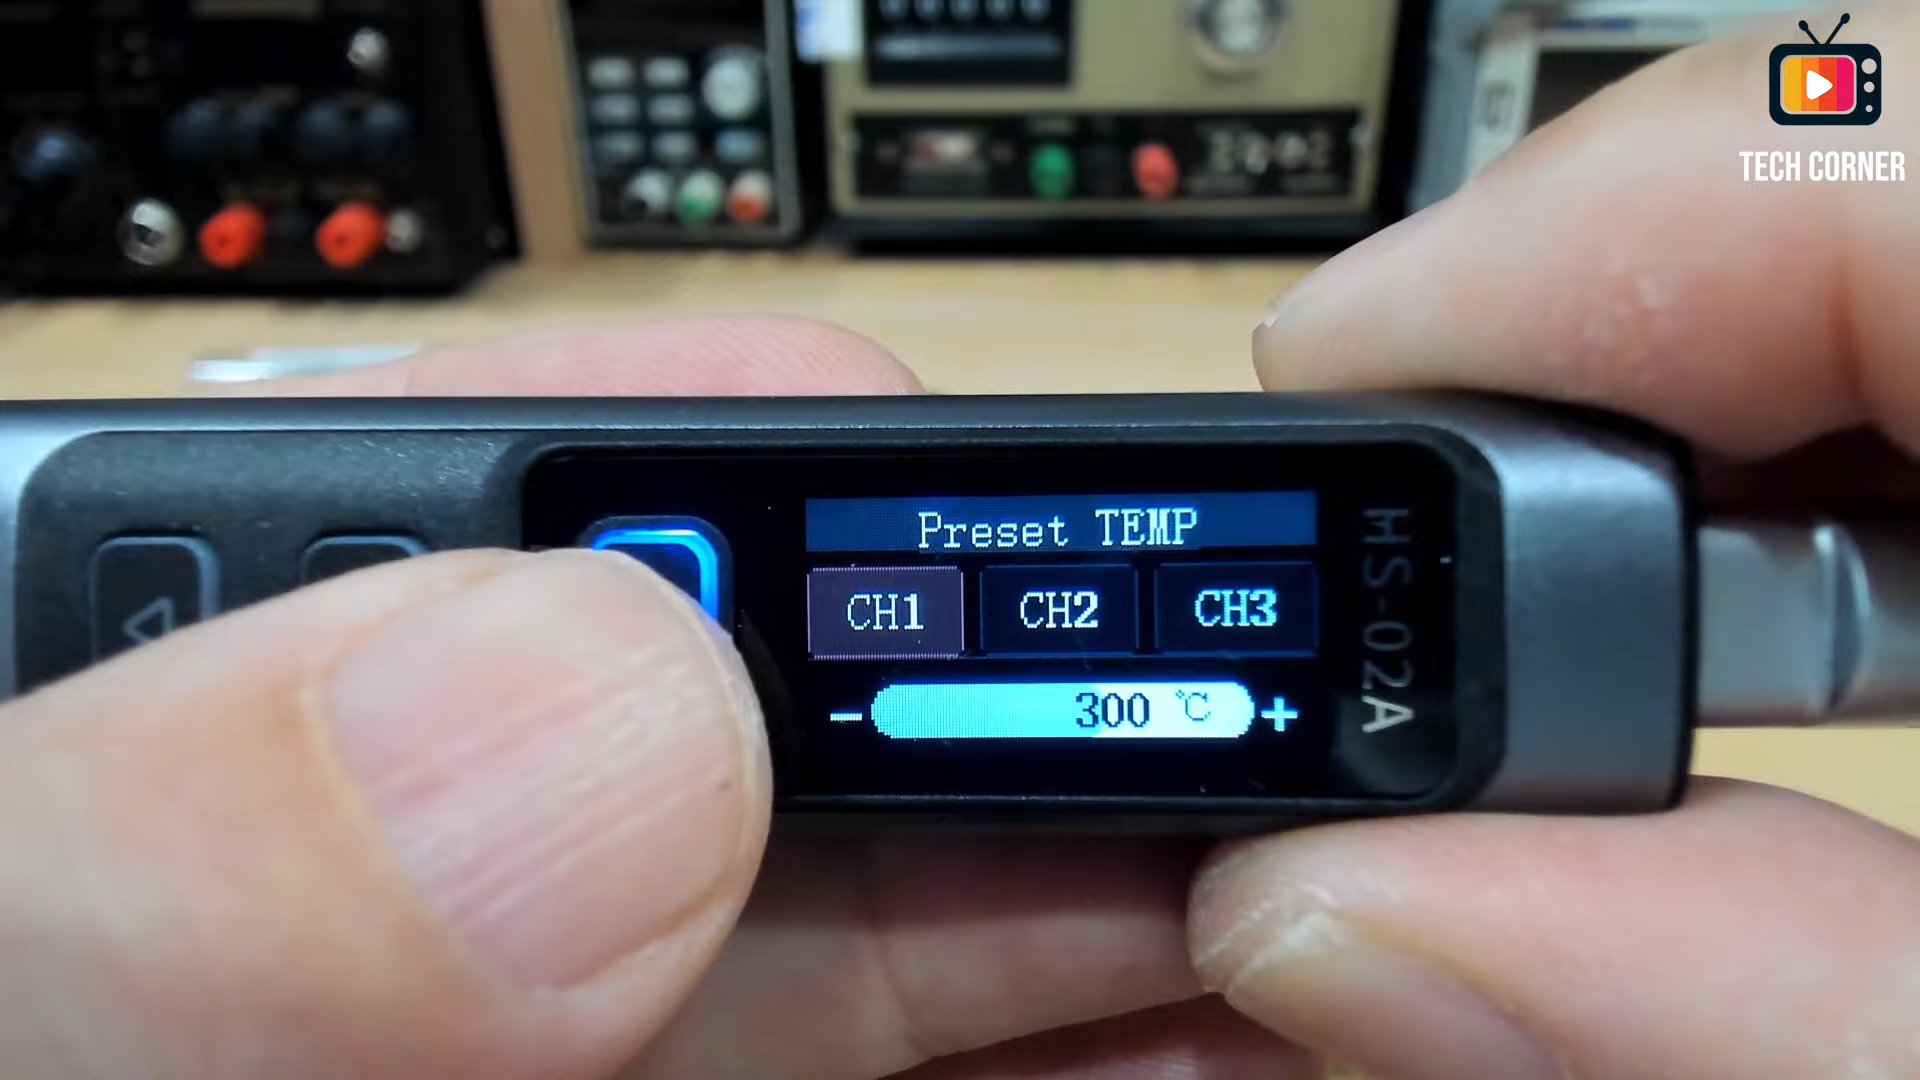 TECH CORNER
Preset TEMP
CH1 CH2 CH3
- 300 ℃ +
HS-02A